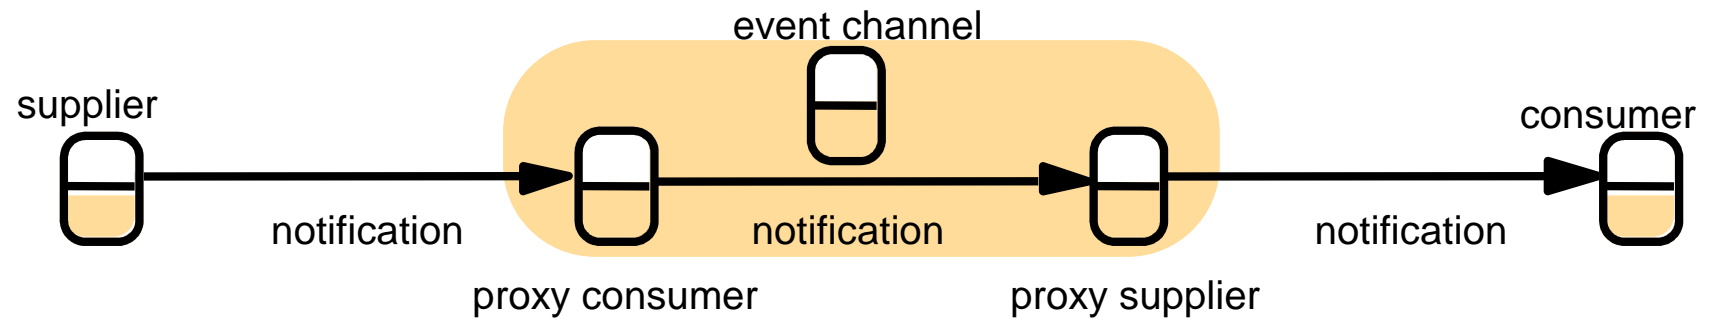 event channel
supplier
consumer
notification
notification
notification
proxy consumer
proxy supplier